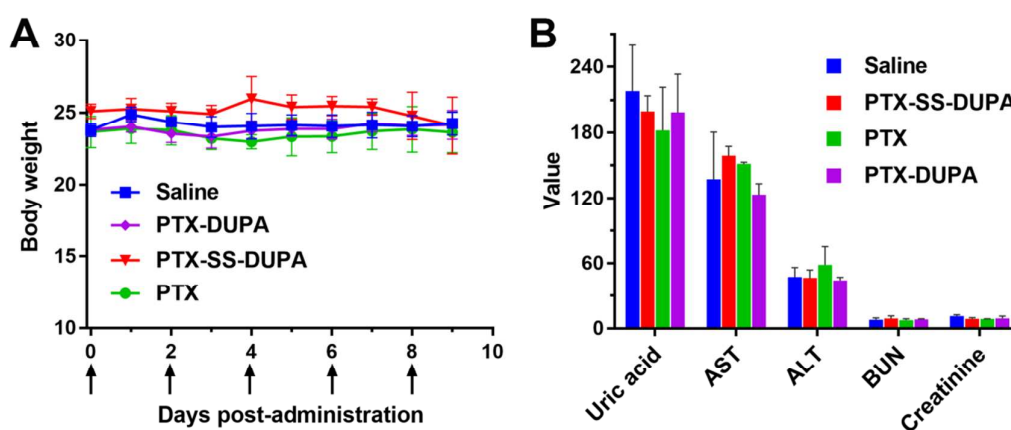 A
Body weight
30
25
20
25
10
Saline
PTX-DUPA
PTX-SS-DUPA
PTX
0 2 4 6 8 10
Days post-administration
B
Value
240
180
120
60
0
Saline
PTX-SS-DUPA
PTX
PTX-DUPA
Uric acid
AST
ALT
BUN
Creatinine